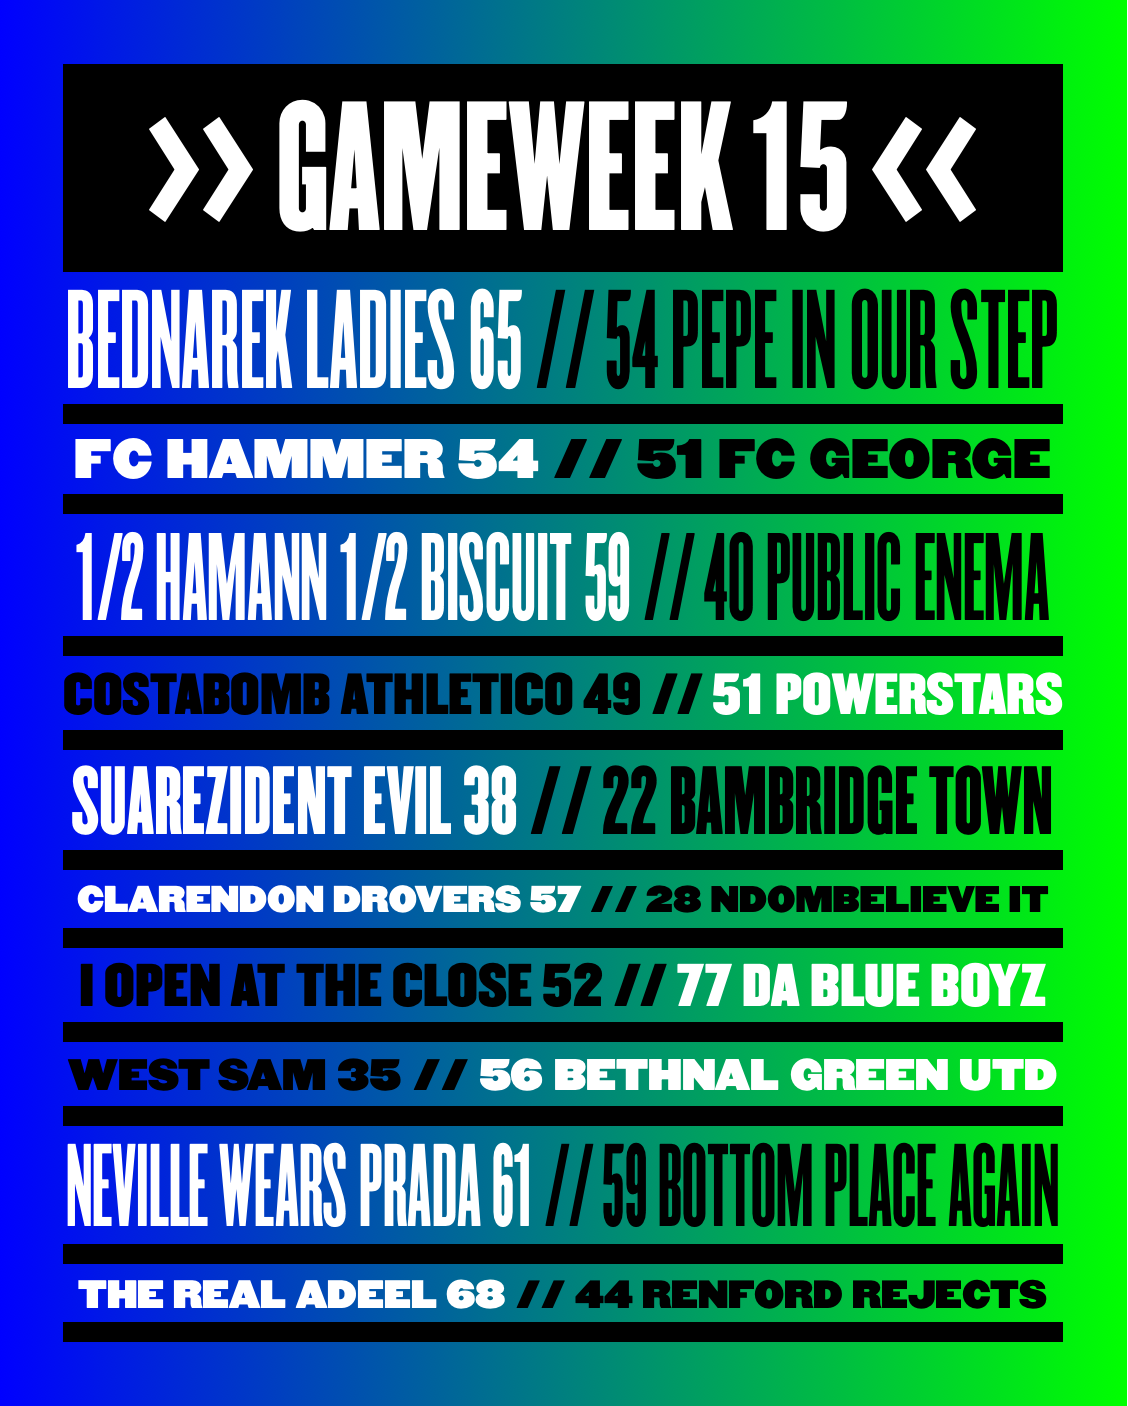 >> GAMEWEEK 15 <<
BEDNAREK LADIES 65 // 54 PEPE IN OUR STEP
FC HAMMER 54 // 51 FC GEORGE
1/2 HAMANN 1/2 BISCUIT 59 // 40 PUBLIC ENEMA
COSTABOMB ATHLETICO 49 // 51 POWERSTARS
SUAREZIDENT EVIL 38 // 22 BAMBRIDGE TOWN
CLARENDON DROVERS 57 // 28 NDOMBELIEVE IT
I OPEN AT THE CLOSE 52 // 77 DA BLUE BOYZ
WEST SAM 35 // 56 BETHNAL GREEN UTD
NEVILLE WEARS PRADA 61 // 59 BOTTOM PLACE AGAIN
THE REAL ADEEL 68 // 44 RENFORD REJECTS